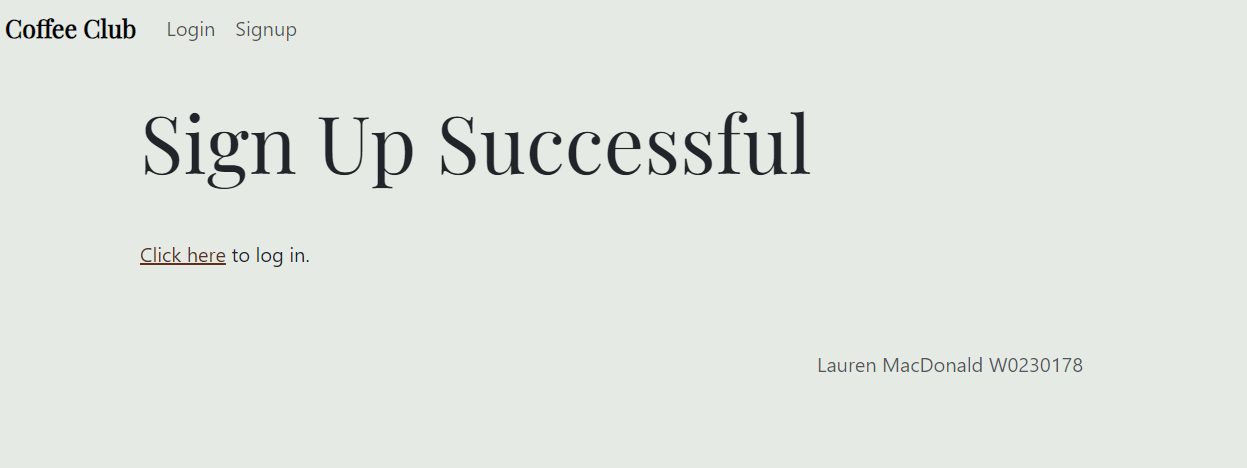 Coffee Club Login Signup
Sign Up Successful
Click here to log in.
Lauren MacDonald W0230178